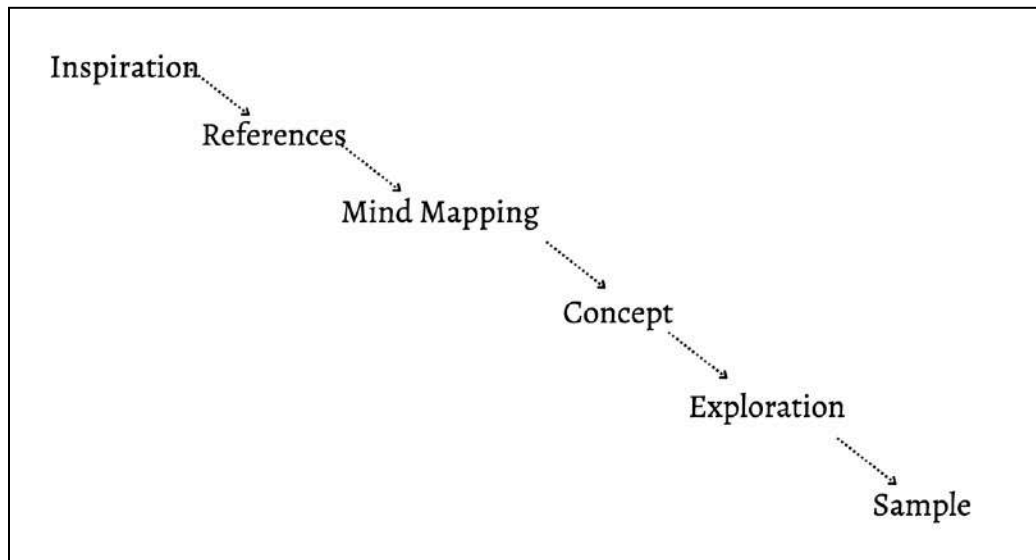 Inspiration
References
Mind Mapping
Concept
Exploration
Sample